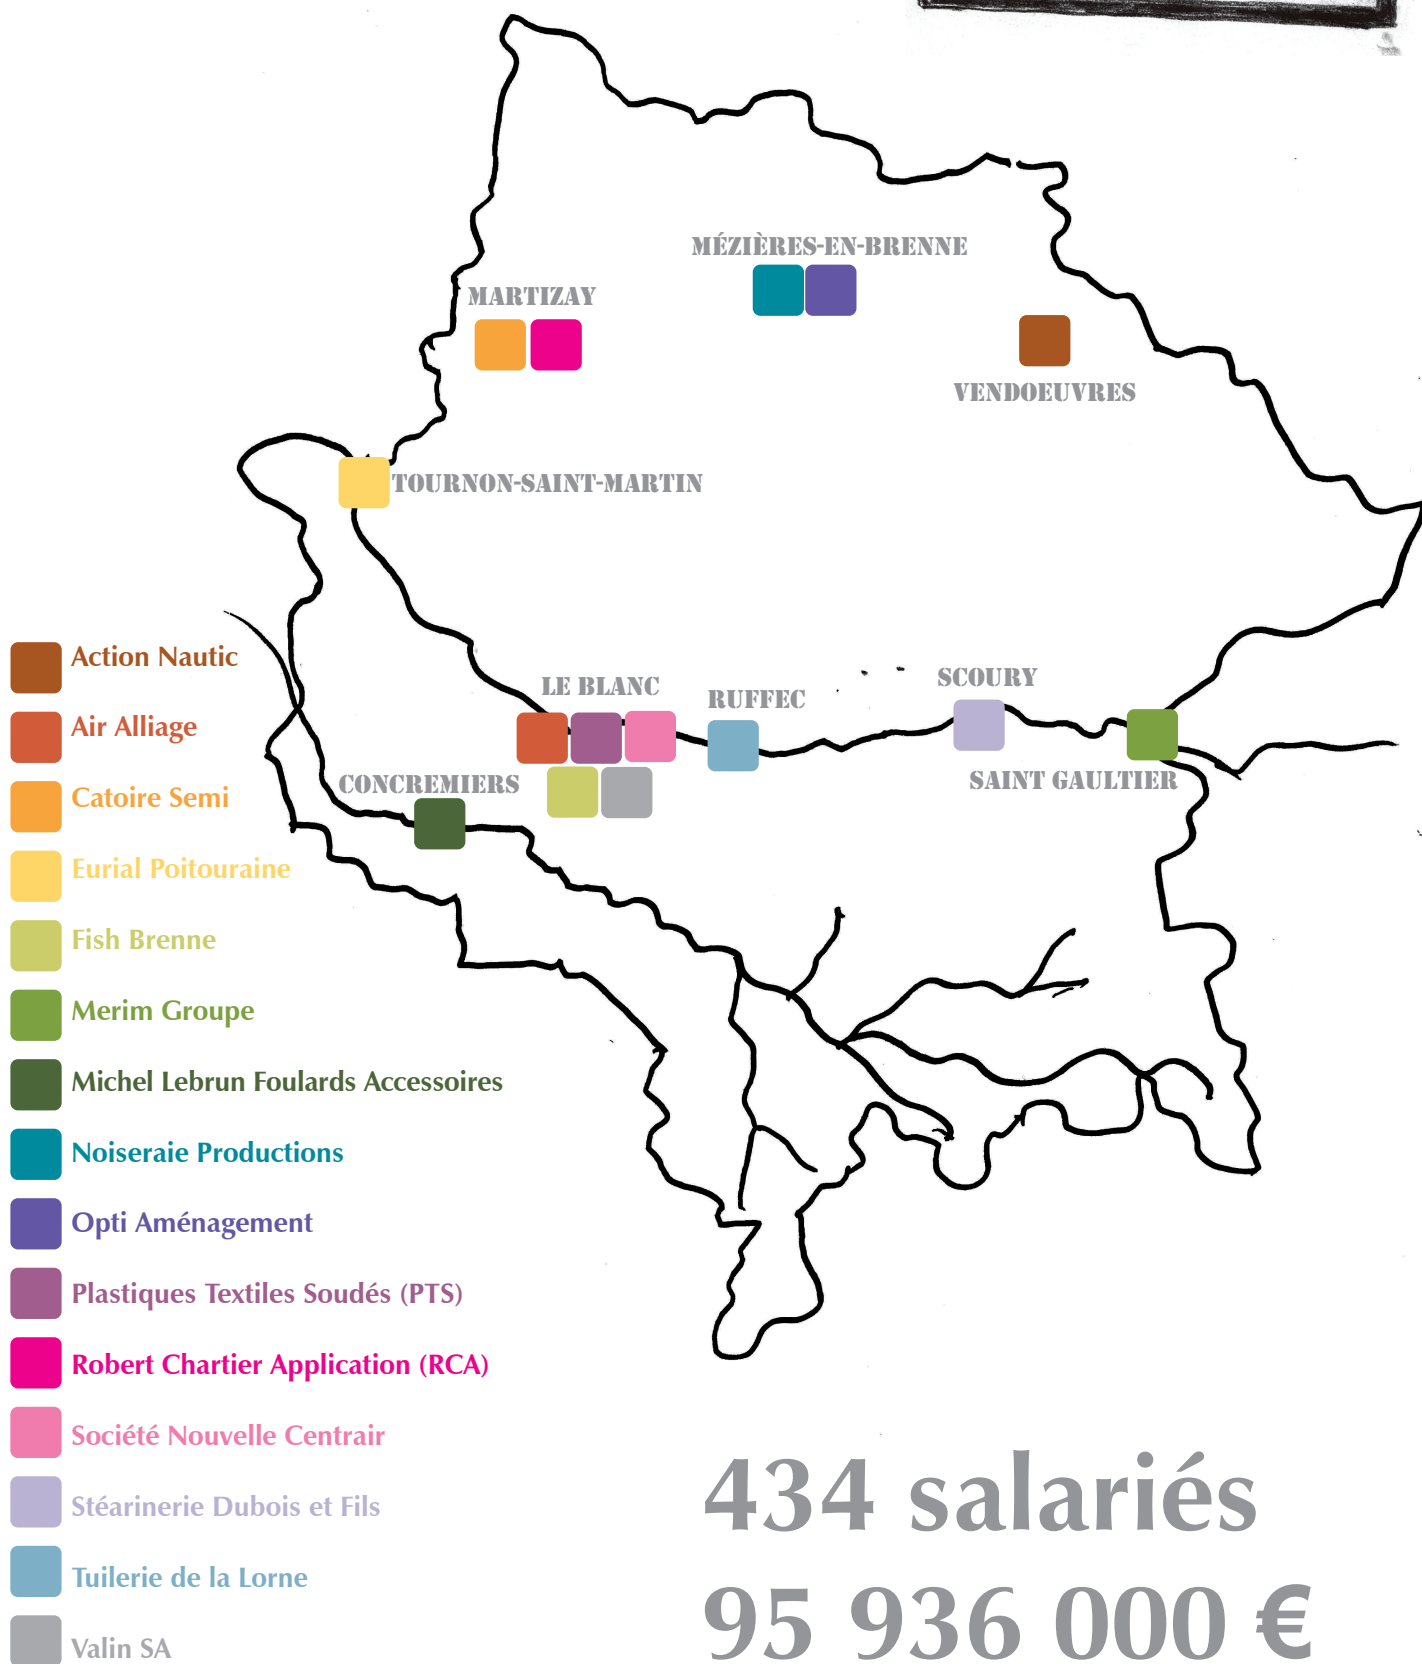 MÉZIÈRES-EN-BRENNE
MARTIZAY
VENDOEUVRES
TOURNON-SAINT-MARTIN
LE BLANC
RUFFEC
SCOURY
CONCREMIERS
SAINT GAULTIER
Action Nautic
Air Alliage
Catoire Semi
Eurial Poitouraine
Fish Brenne
Merim Groupe
Michel Lebrun Foulards Accessoires
Noiseraie Productions
Opti Aménagement
Plastiques Textiles Soudés (PTS)
Robert Chartier Application (RCA)
Société Nouvelle Centrair
Stéarinerie Dubois et Fils
Tuilerie de la Lorne
Valin SA
434 salariés
95 936 000 €